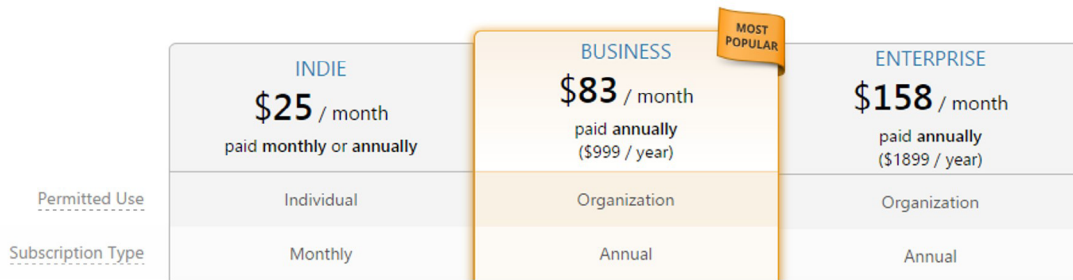 MOST
POPULAR
INDIE
$25 / month
paid monthly or annually
BUSINESS
$83 / month
paid annually
($999 / year)
ENTERPRISE
$158 / month
paid annually
($1899 / year)
Permitted Use Individual Organization Organization
Subscription Type Monthly Annual Annual